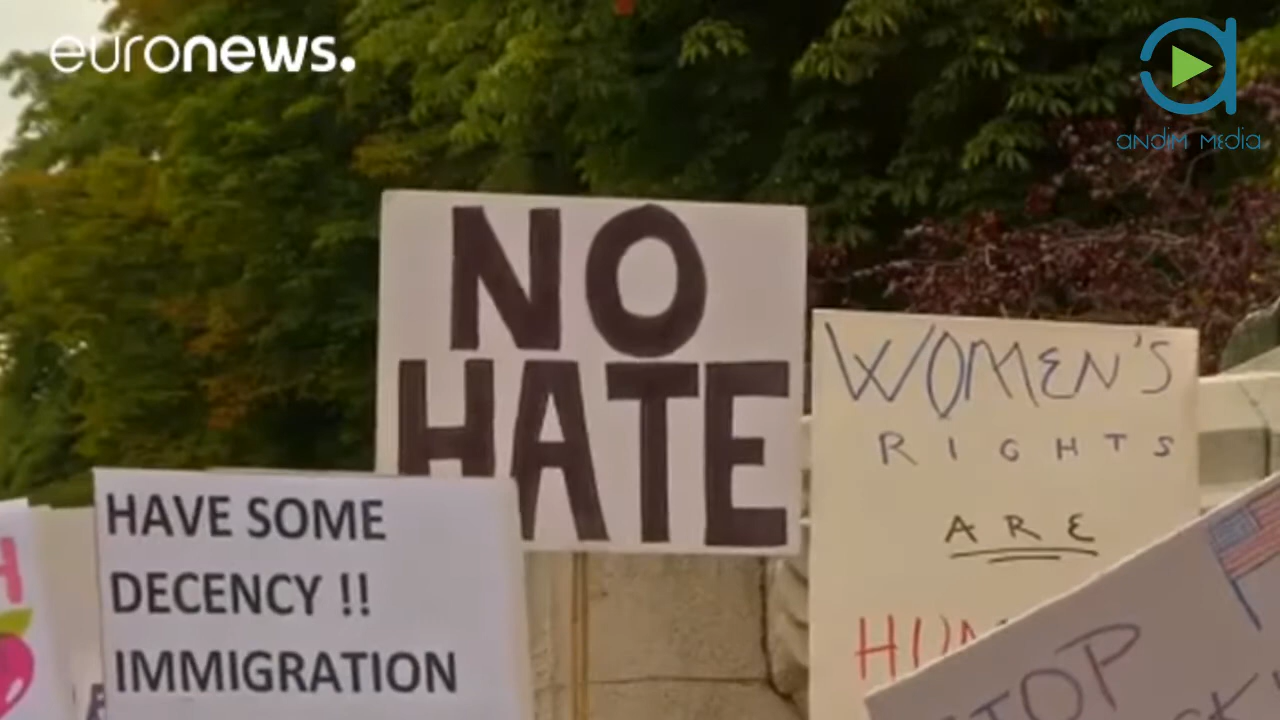 euronews.
anDIM MeDIa
NO
HATE
WOMEN'S
RIGHTS
ARE
HAVE SOME
DECENCY !!
IMMIGRATION